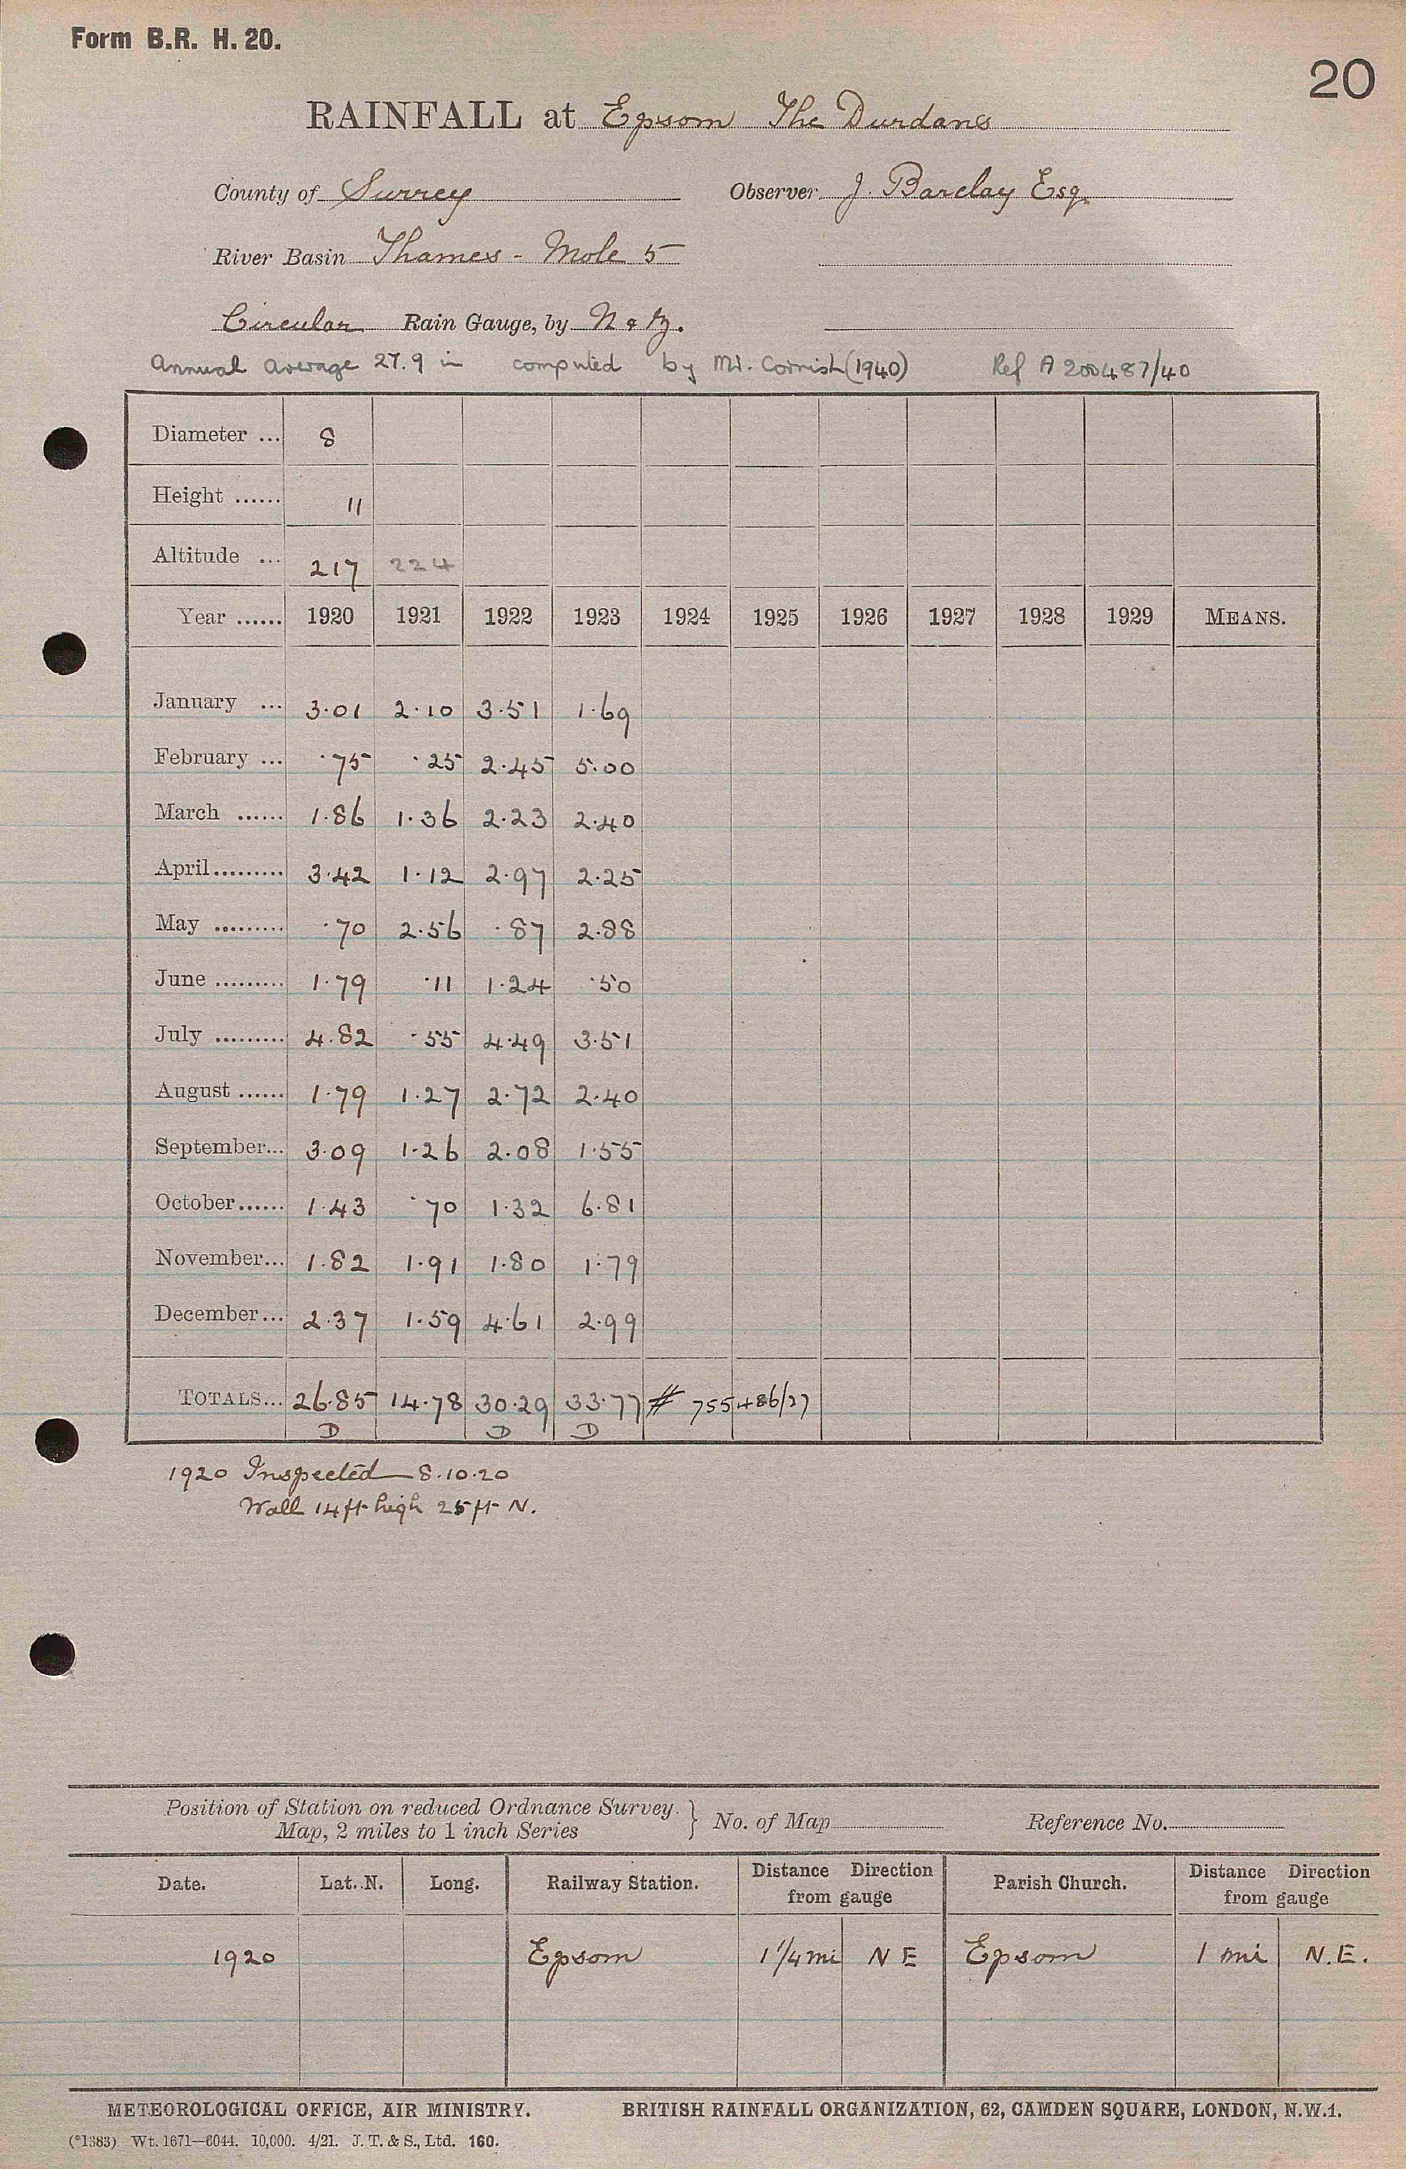 Form B.R. H. 20.
20
RAINFALL at Epsom The Durdans
County of Surrey Observer J. Barclay Esq.
River Basin Thames - Mole 5
Circular Rain Gauge, by N & Z.
Annual average 27.9 in computed by Mr. Cornish (1940) Ref A 200487/40
Diameter ... 8
Height ...... 11
Altitude ... 217 224
Year ...... 1920 1921 1922 1923 1924 1925 1926 1927 1928 1929 MEANS.
January ... 3.01 2.10 3.51 1.69
February ... .75 .25 2.45 5.00
March ...... 1.86 1.36 2.23 2.40
April ......... 3.42 1.12 2.97 2.25
May ......... .70 2.56 .87 2.88
June ......... 1.79 .11 1.24 .50
July ......... 4.82 .55 4.49 3.51
August ...... 1.79 1.27 2.72 2.40
September... 3.09 1.26 2.08 1.55
October...... 1.43 .70 1.32 6.81
November... 1.82 1.91 1.80 1.79
December... 2.37 1.59 4.61 2.99
TOTALS... 26.85 14.78 30.29 33.77 # 755486/27
D D D
1920 Inspected 8.10.20
Wall 14 ft high 25 ft N.
Position of Station on reduced Ordnance Survey
Map, 2 miles to 1 inch Series } No. of Map Reference No.
Date. Lat. N. Long. Railway Station. Distance Direction from gauge Parish Church. Distance Direction from gauge
1920 Epsom 1 1/4 mi N E Epsom 1 mi N.E.
METEOROLOGICAL OFFICE, AIR MINISTRY. BRITISH RAINFALL ORGANIZATION, 62, CAMDEN SQUARE, LONDON, N.W.1.
(*1383) Wt. 1671—6044. 10,000. 4/21. J. T. & S., Ltd. 160.